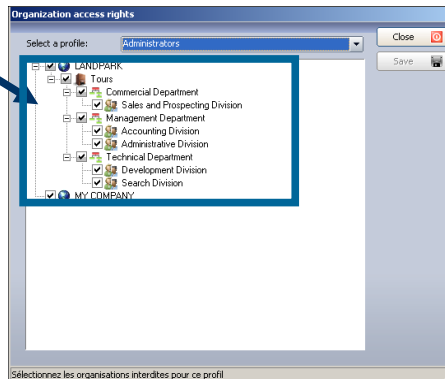 Organization access rights
Select a profile: Administrators
Close
Save
LANDPARK
Tours
Commercial Department
Sales and Prospecting Division
Management Department
Accounting Division
Administrative Division
Technical Department
Development Division
Search Division
MY COMPANY
Sélectionnez les organisations interdites pour ce profil